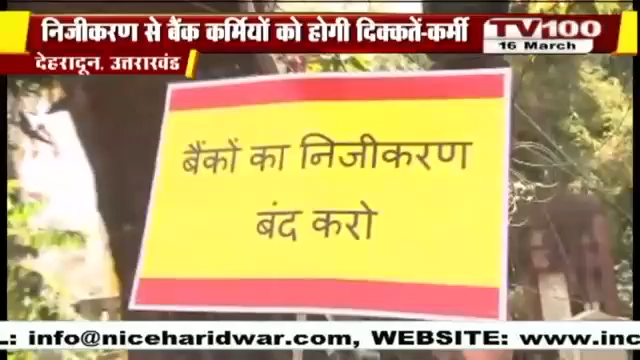 निजीकरण से बैंक कर्मियों को होगी दिक्कतें-कर्मी
TV100
16 March
देहरादून, उत्तराखंड
बैंकों का निजीकरण
बंद करो
L: info@niceharidwar.com, WEBSITE: www.inc